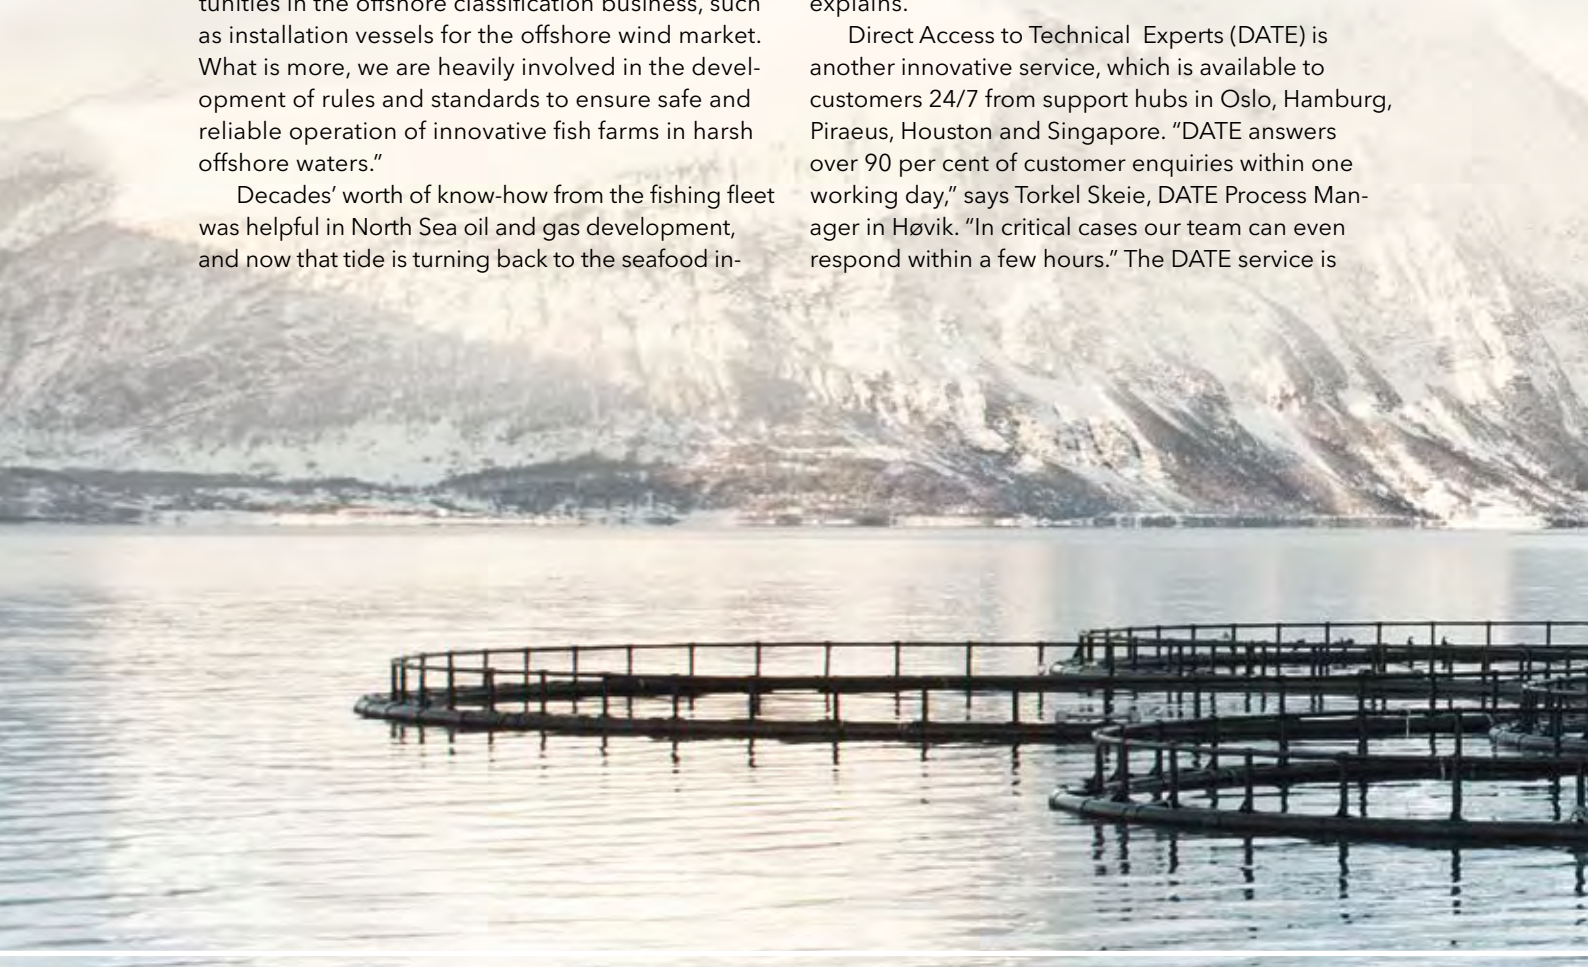 tunities in the offshore classification business, such
as installation vessels for the offshore wind market.
What is more, we are heavily involved in the devel-
opment of rules and standards to ensure safe and
reliable operation of innovative fish farms in harsh
offshore waters.”
Decades’ worth of know-how from the fishing fleet
was helpful in North Sea oil and gas development,
and now that tide is turning back to the seafood in-
explains.
Direct Access to Technical Experts (DATE) is
another innovative service, which is available to
customers 24/7 from support hubs in Oslo, Hamburg,
Piraeus, Houston and Singapore. “DATE answers
over 90 per cent of customer enquiries within one
working day,” says Torkel Skeie, DATE Process Man-
ager in Høvik. “In critical cases our team can even
respond within a few hours.” The DATE service is